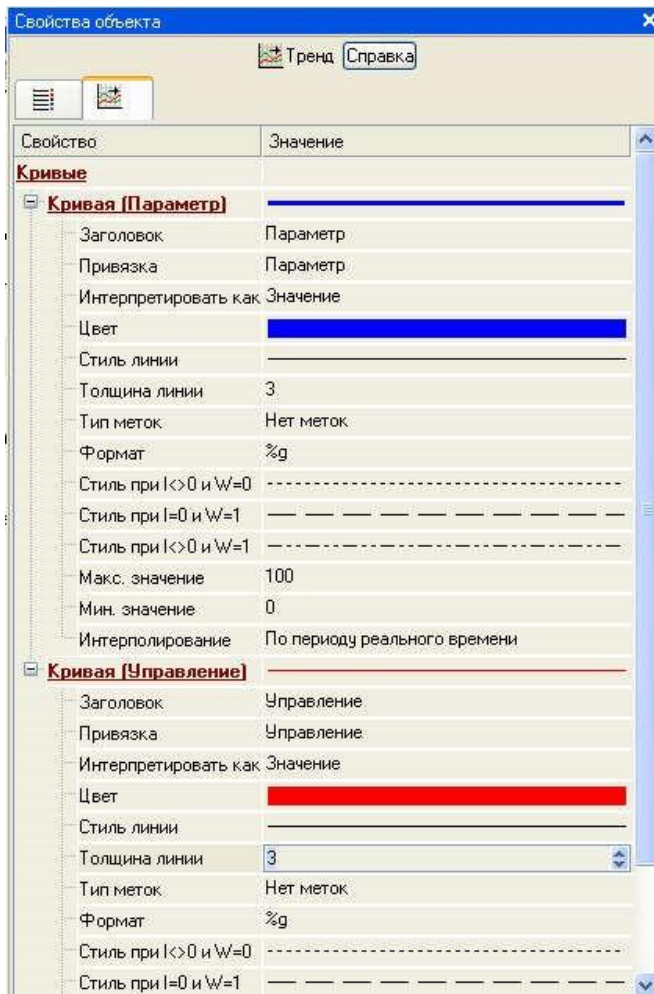 Свойства объекта
Тренд Справка
Свойство Значение
Кривые
Кривая (Параметр)
Заголовок Параметр
Привязка Параметр
Интерпретировать как Значение
Цвет
Стиль линии
Толщина линии 3
Тип меток Нет меток
Формат %g
Стиль при I<>0 и W=0
Стиль при I=0 и W=1
Стиль при I<>0 и W=1
Макс. значение 100
Мин. значение 0
Интерполирование По периоду реального времени
Кривая (Управление)
Заголовок Управление
Привязка Управление
Интерпретировать как Значение
Цвет
Стиль линии
Толщина линии 3
Тип меток Нет меток
Формат %g
Стиль при I<>0 и W=0
Стиль при I=0 и W=1